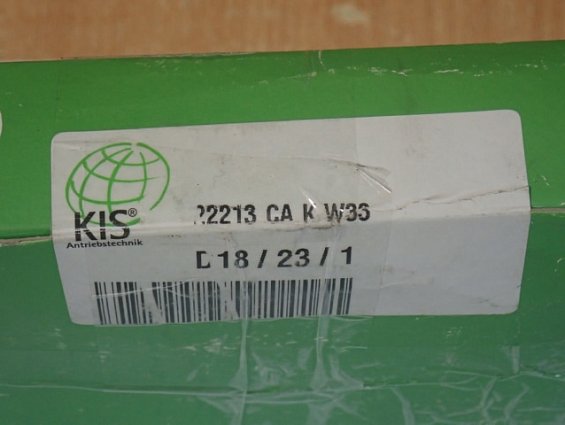 KIS®
Antriebstechnik
22213 CA K W33
D18 / 23 / 1